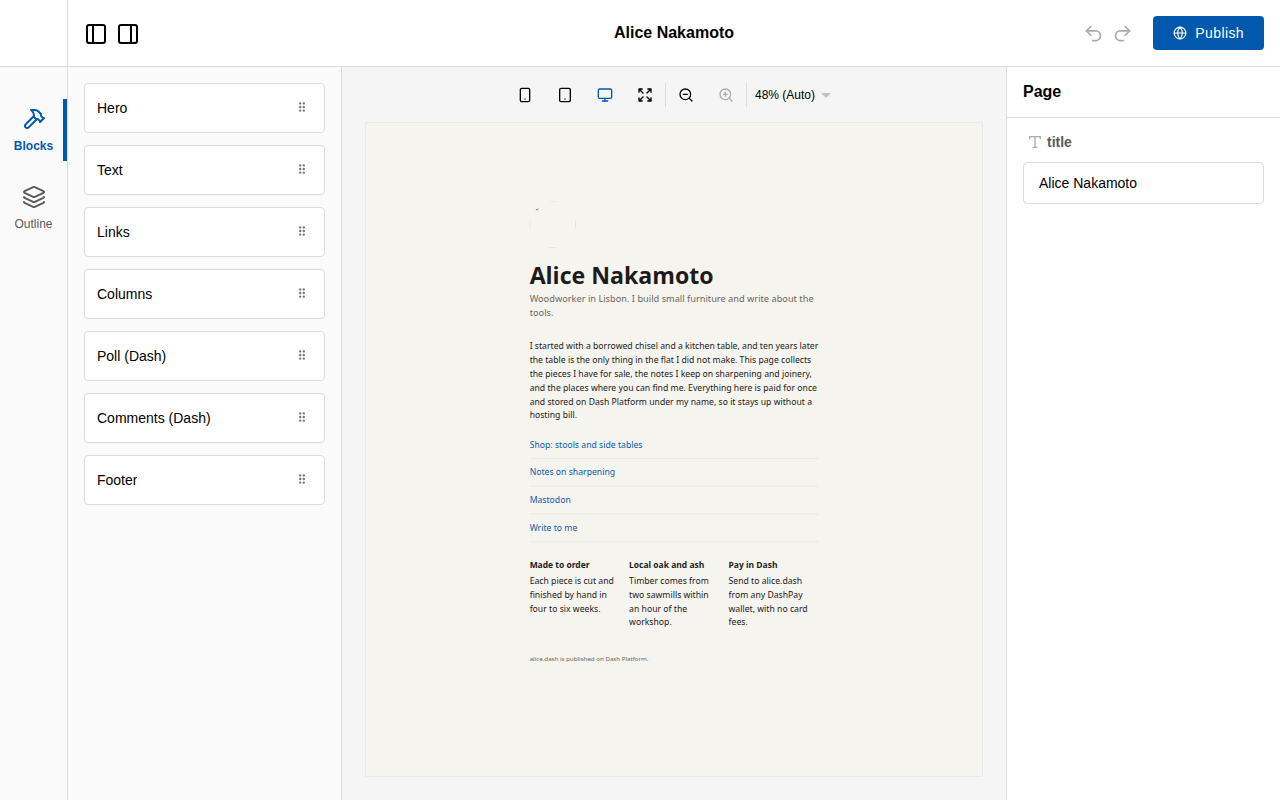 Alice Nakamoto
Publish
Blocks
Outline
Hero
Text
Links
Columns
Poll (Dash)
Comments (Dash)
Footer
48% (Auto)
Alice Nakamoto
Woodworker in Lisbon. I build small furniture and write about the
tools.
I started with a borrowed chisel and a kitchen table, and ten years later
the table is the only thing in the flat I did not make. This page collects
the pieces I have for sale, the notes I keep on sharpening and joinery,
and the places where you can find me. Everything here is paid for once
and stored on Dash Platform under my name, so it stays up without a
hosting bill.
Shop: stools and side tables
Notes on sharpening
Mastodon
Write to me
Made to order
Each piece is cut and
finished by hand in
four to six weeks.
Local oak and ash
Timber comes from
two sawmills within
an hour of the
workshop.
Pay in Dash
Send to alice.dash
from any DashPay
wallet, with no card
fees.
alice.dash is published on Dash Platform.
Page
title
Alice Nakamoto